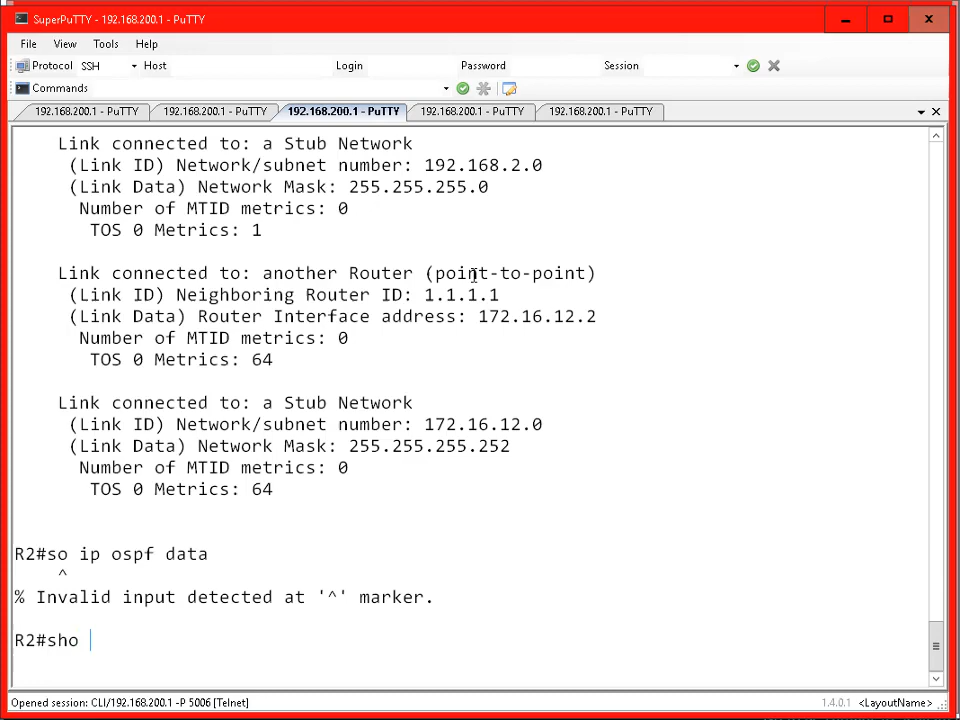 SuperPuTTY - 192.168.200.1 - PuTTY
File View Tools Help
Protocol SSH Host Login Password Session
Commands
192.168.200.1 - PuTTY 192.168.200.1 - PuTTY 192.168.200.1 - PuTTY 192.168.200.1 - PuTTY 192.168.200.1 - PuTTY
Link connected to: a Stub Network
(Link ID) Network/subnet number: 192.168.2.0
(Link Data) Network Mask: 255.255.255.0
Number of MTID metrics: 0
TOS 0 Metrics: 1
Link connected to: another Router (point-to-point)
(Link ID) Neighboring Router ID: 1.1.1.1
(Link Data) Router Interface address: 172.16.12.2
Number of MTID metrics: 0
TOS 0 Metrics: 64
Link connected to: a Stub Network
(Link ID) Network/subnet number: 172.16.12.0
(Link Data) Network Mask: 255.255.255.252
Number of MTID metrics: 0
TOS 0 Metrics: 64
R2#so ip ospf data
^
% Invalid input detected at '^' marker.
R2#sho
Opened session: CLI/192.168.200.1 -P 5006 [Telnet] 1.4.0.1 <LayoutName>